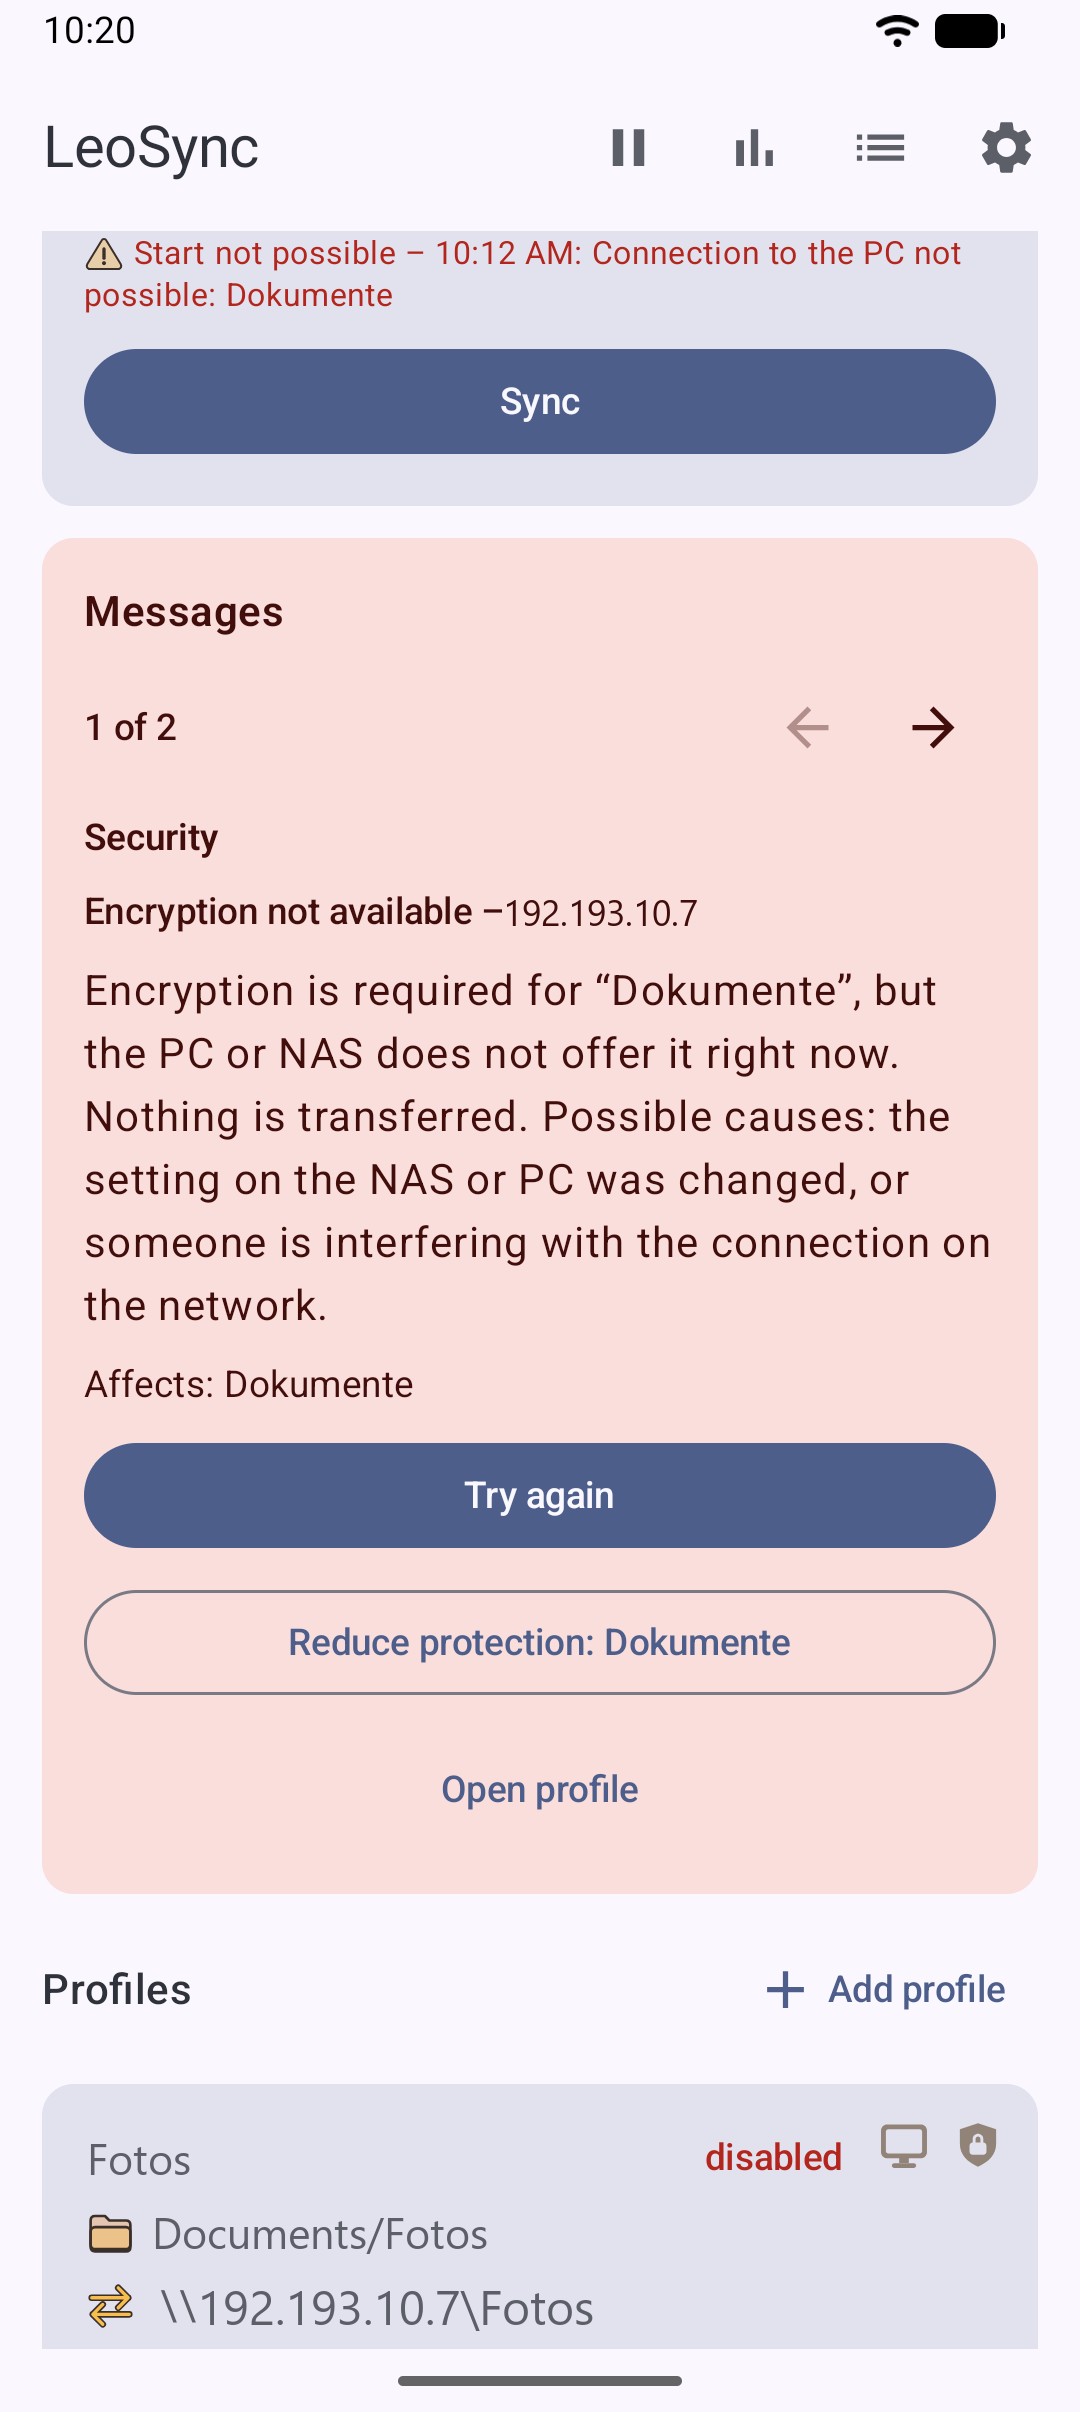 10:20
LeoSync
Start not possible – 10:12 AM: Connection to the PC not
possible: Dokumente
Sync
Messages
1 of 2
Security
Encryption not available –192.193.10.7
Encryption is required for “Dokumente”, but
the PC or NAS does not offer it right now.
Nothing is transferred. Possible causes: the
setting on the NAS or PC was changed, or
someone is interfering with the connection on
the network.
Affects: Dokumente
Try again
Reduce protection: Dokumente
Open profile
Profiles
Add profile
Fotos
disabled
Documents/Fotos
\\192.193.10.7\Fotos